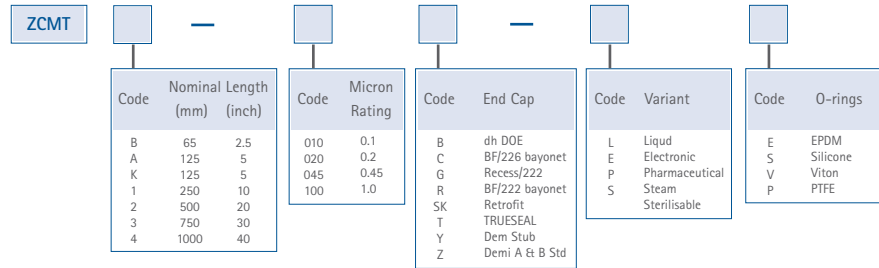 ZCMT — —
Code Nominal Length (mm) (inch)
B 65 2.5
A 125 5
K 125 5
1 250 10
2 500 20
3 750 30
4 1000 40
Code Micron Rating
010 0.1
020 0.2
045 0.45
100 1.0
Code End Cap
B dh DOE
C BF/226 bayonet
G Recess/222
R BF/222 bayonet
SK Retrofit
T TRUESEAL
Y Dem Stub
Z Demi A & B Std
Code Variant
L Liqud
E Electronic
P Pharmaceutical
S Steam
Sterilisable
Code O-rings
E EPDM
S Silicone
V Viton
P PTFE